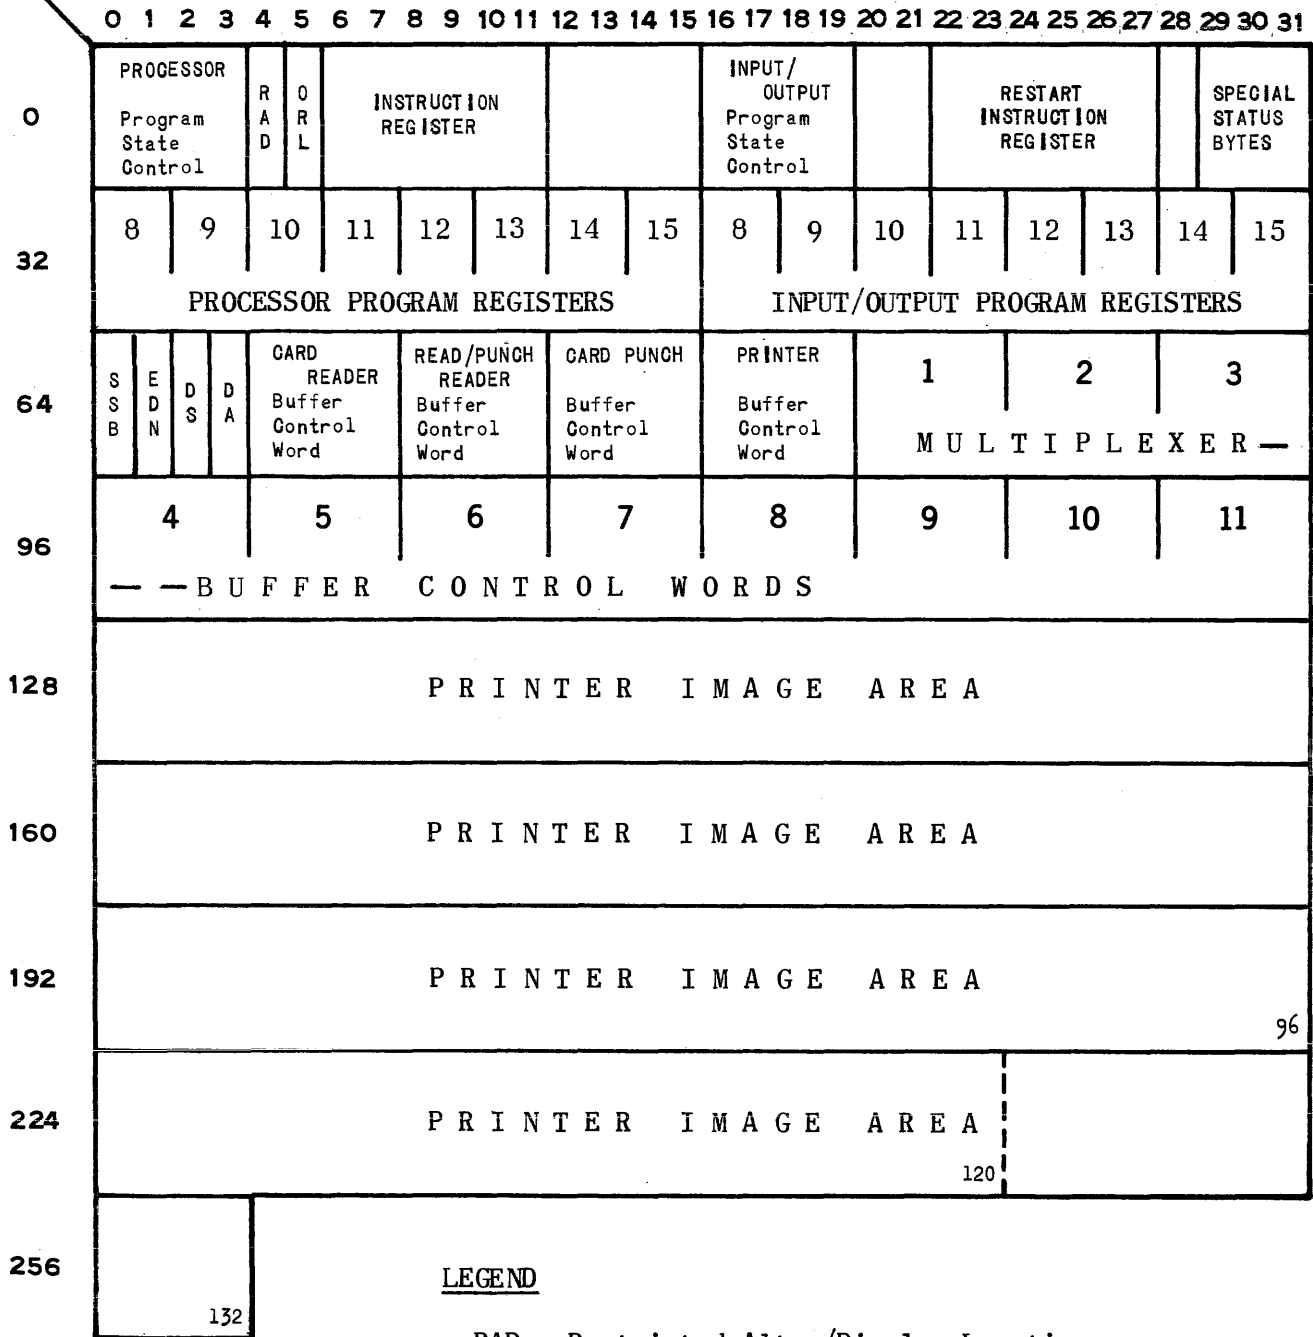 0 1 2 3 4 5 6 7 8 9 10 11 12 13 14 15 16 17 18 19 20 21 22 23 24 25 26 27 28 29 30 31
0
PROCESSOR
Program
State
Control
RAD
ORL
INSTRUCTION
REGISTER
INPUT/
OUTPUT
Program
State
Control
RESTART
INSTRUCTION
REGISTER
SPECIAL
STATUS
BYTES
32
8 9 10 11 12 13 14 15 8 9 10 11 12 13 14 15
PROCESSOR PROGRAM REGISTERS INPUT/OUTPUT PROGRAM REGISTERS
64
SSB
EDN
DS
DA
CARD
READER
Buffer
Control
Word
READ/PUNCH
READER
Buffer
Control
Word
CARD PUNCH
Buffer
Control
Word
PRINTER
Buffer
Control
Word
1 2 3
MULTIPLEXER—
96
4 5 6 7 8 9 10 11
— —BUFFER CONTROL WORDS
128 PRINTER IMAGE AREA
160 PRINTER IMAGE AREA
192 PRINTER IMAGE AREA
96
224 PRINTER IMAGE AREA
120
256
132
LEGEND